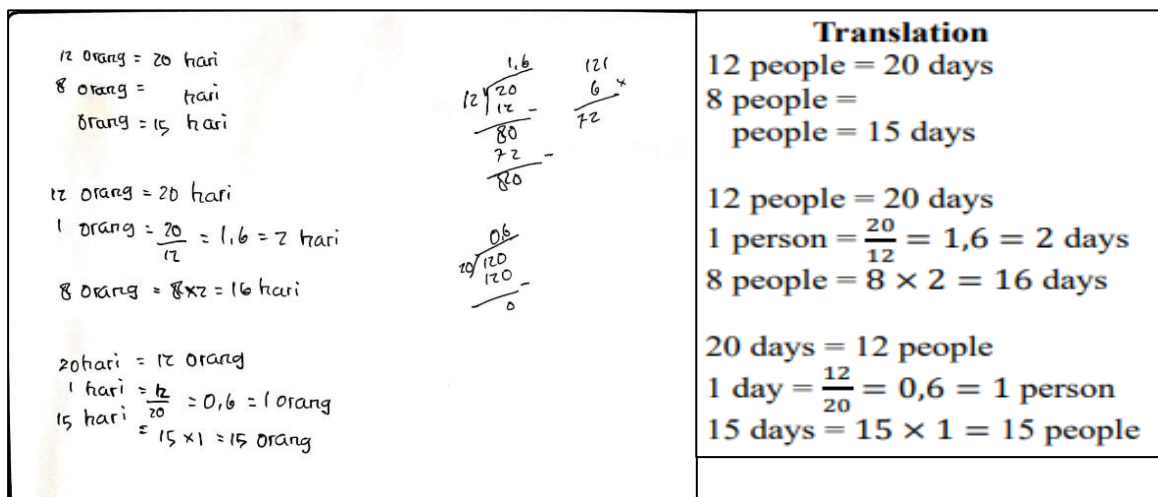 12 orang = 20 hari
8 orang = hari
orang = 15 hari
12 orang = 20 hari
1 orang = 20/12 = 1,6 = 2 hari
8 orang = 8x2 = 16 hari
20 hari = 12 orang
1 hari = 12/20 = 0,6 = 1 orang
15 hari = 15 x 1 = 15 orang
1,6
12 20
12 -
80
72 -
80
121
6 x
72
0,6
20 120
120 -
0
Translation
12 people = 20 days
8 people =
people = 15 days
12 people = 20 days
1 person = 20/12 = 1,6 = 2 days
8 people = 8 × 2 = 16 days
20 days = 12 people
1 day = 12/20 = 0,6 = 1 person
15 days = 15 × 1 = 15 people